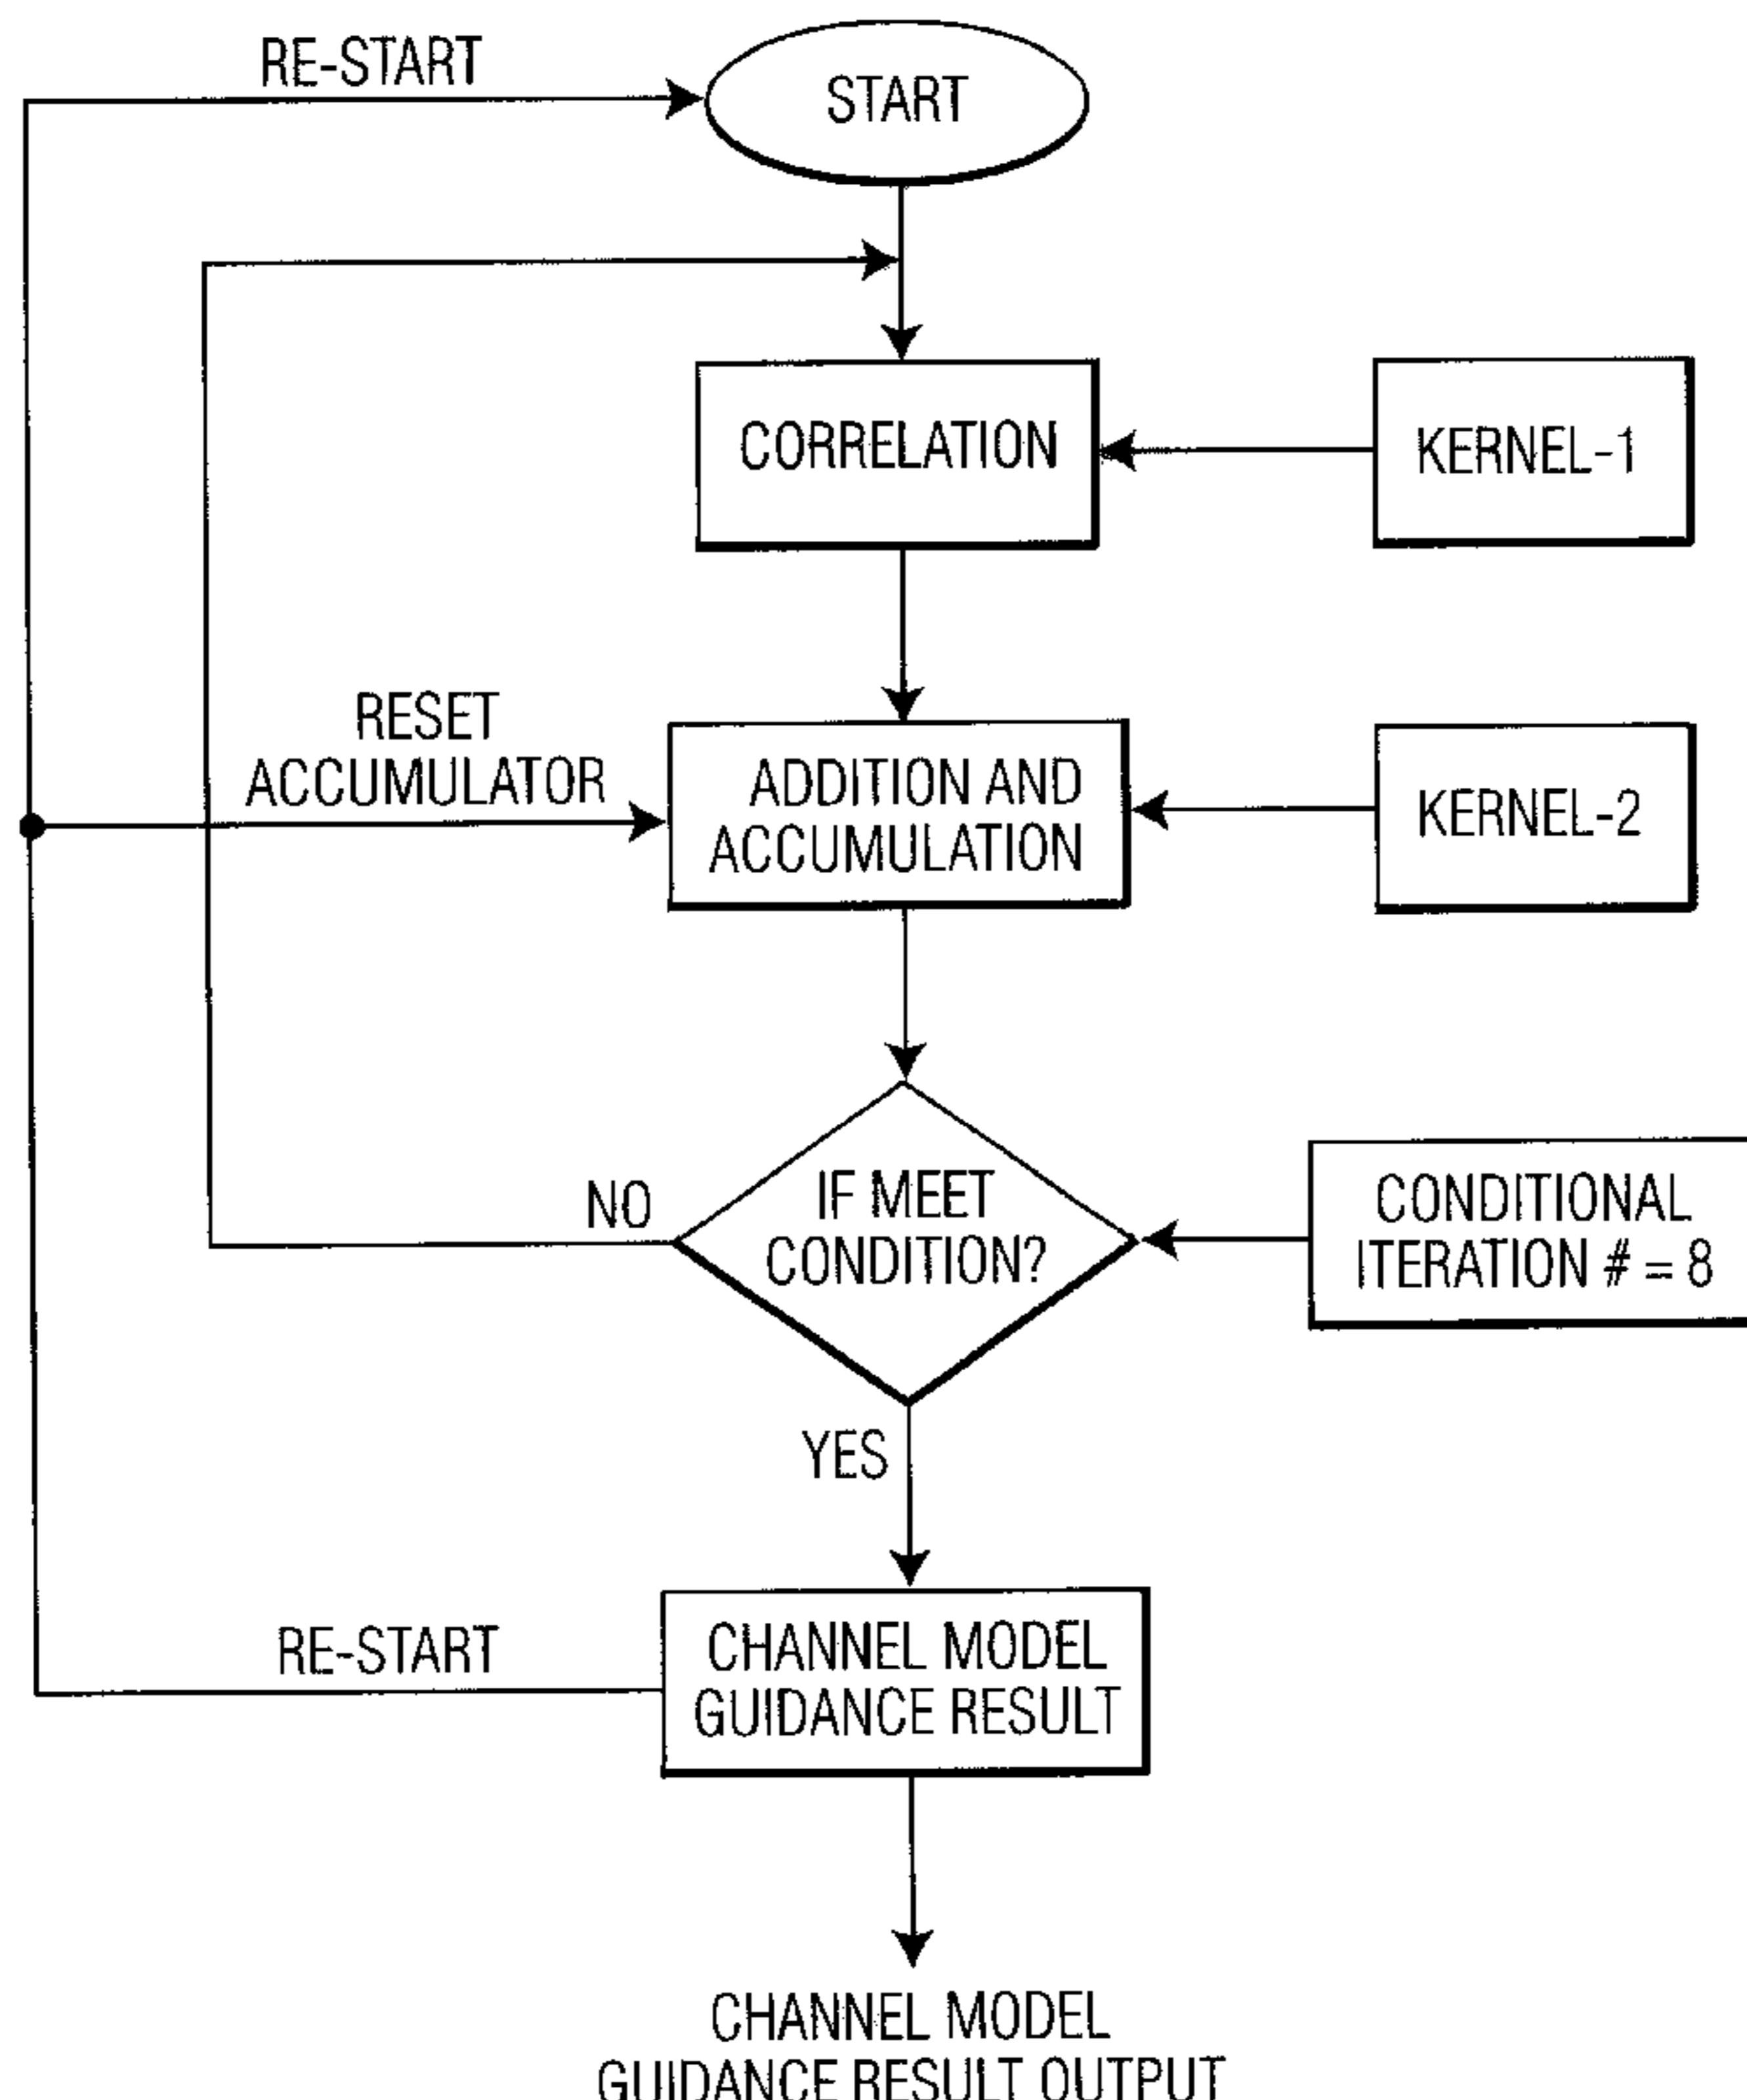 RE-START
START
CORRELATION
KERNEL-1
RESET
ACCUMULATOR
ADDITION AND
ACCUMULATION
KERNEL-2
NO
IF MEET
CONDITION?
CONDITIONAL
ITERATION # = 8
YES
RE-START
CHANNEL MODEL
GUIDANCE RESULT
CHANNEL MODEL
GUIDANCE RESULT OUTPUT